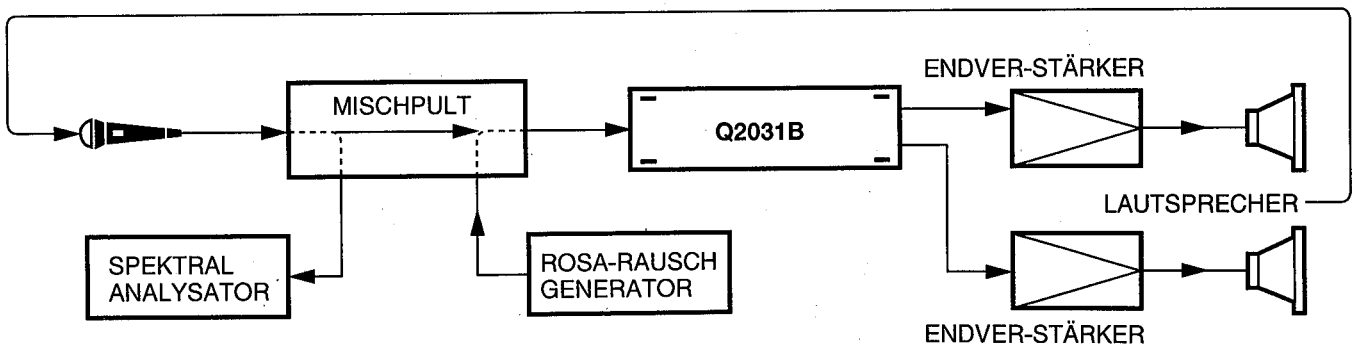 ENDVER-STÄRKER
MISCHPULT
Q2031B
LAUTSPRECHER
SPEKTRAL
ANALYSATOR
ROSA-RAUSCH
GENERATOR
ENDVER-STÄRKER